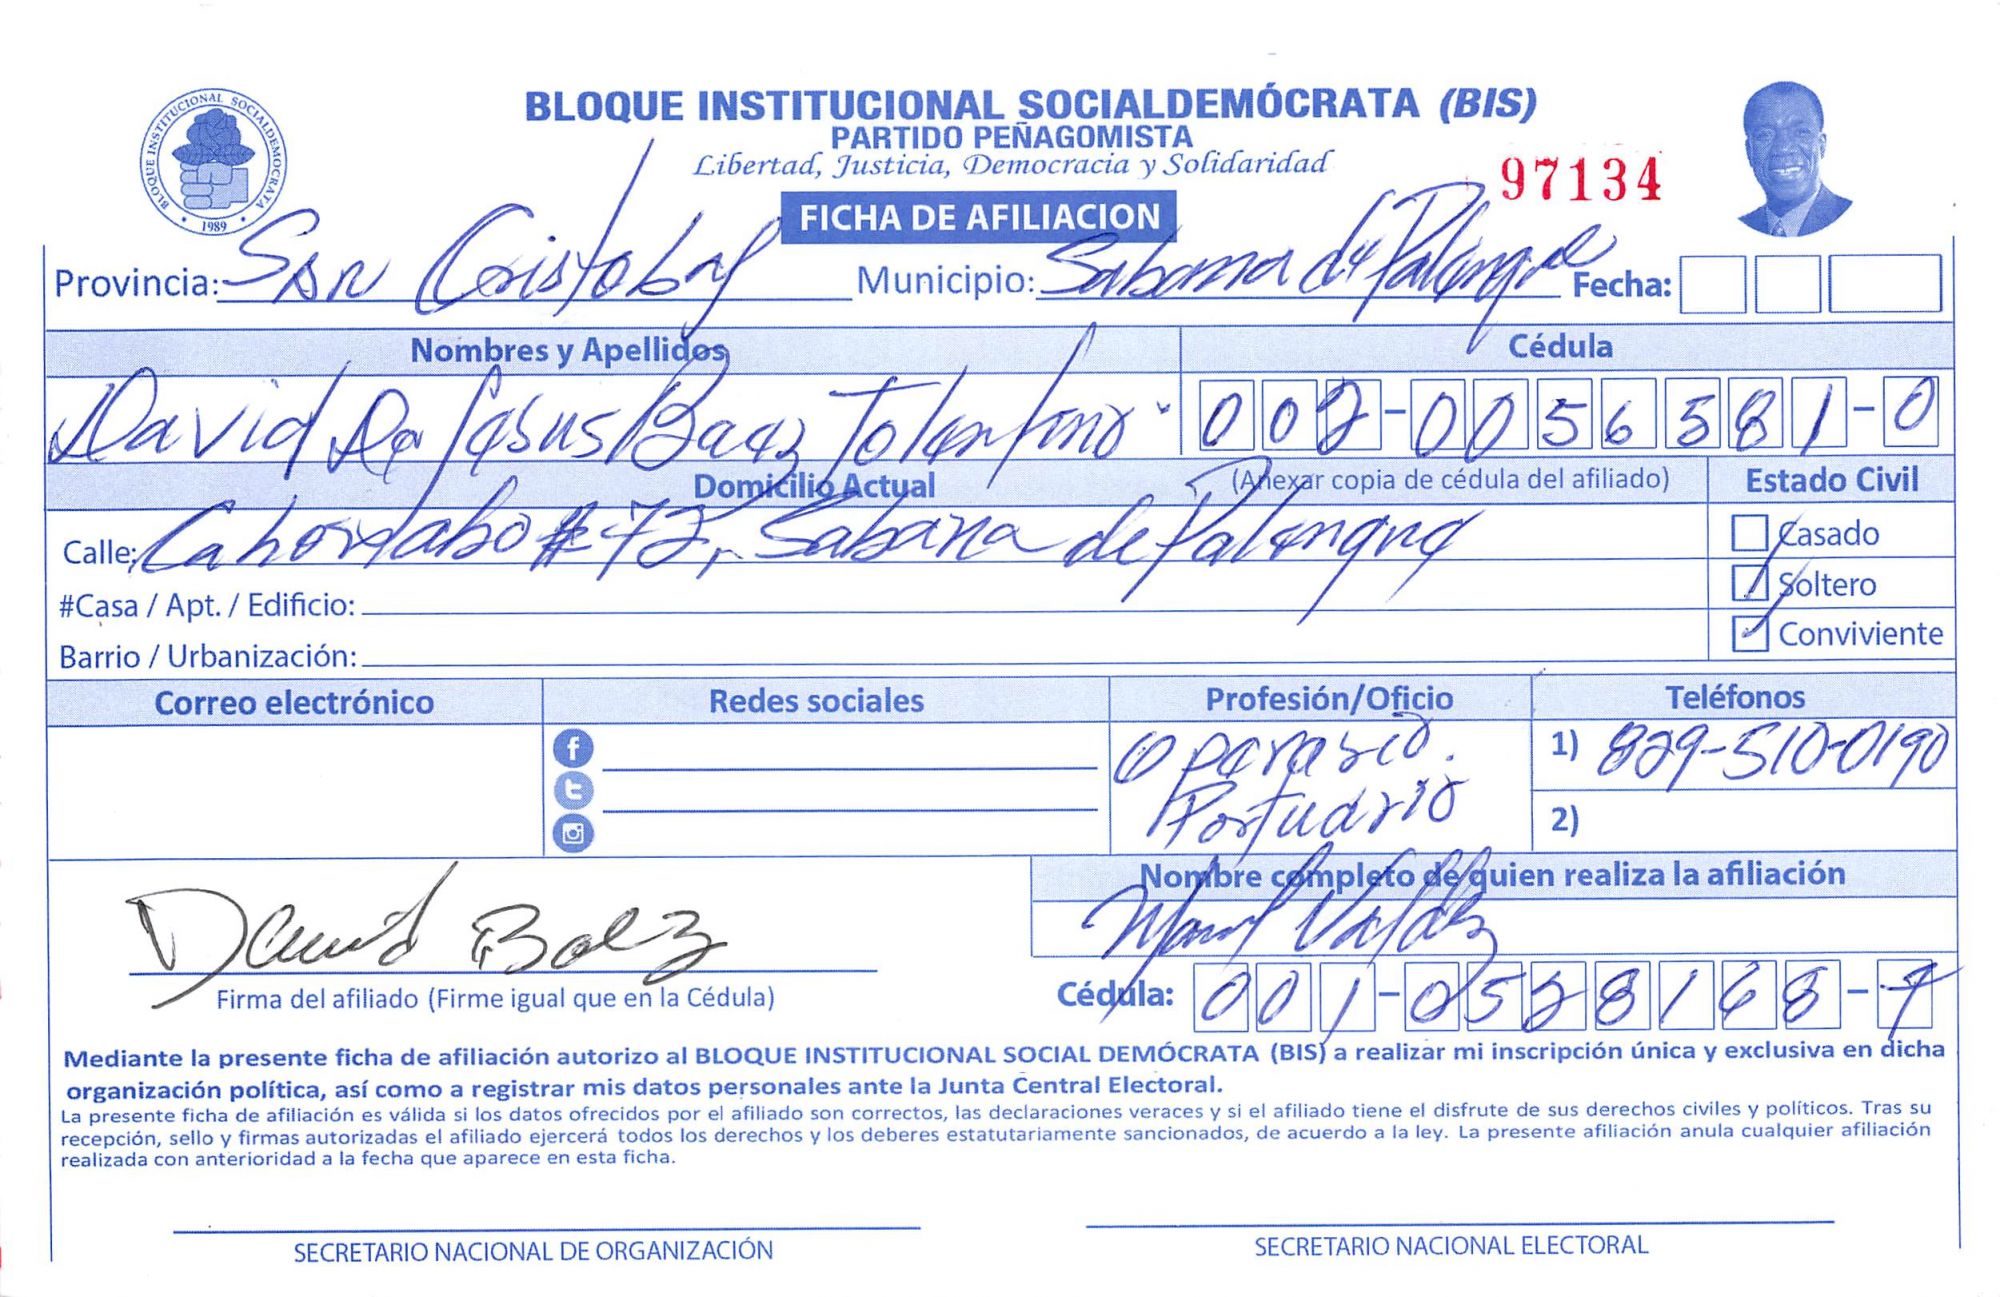 BLOQUE INSTITUCIONAL SOCIALDEMOCRATA
1989
BLOQUE INSTITUCIONAL SOCIALDEMÓCRATA (BIS)
PARTIDO PEÑAGOMISTA
Libertad, Justicia, Democracia y Solidaridad
97134
FICHA DE AFILIACION
Provincia: San Cristobal Municipio: Sabana de Palenque Fecha:
Nombres y Apellidos Cédula
David De Jesus Baez Tolentino 002-0056581-0
Domicilio Actual (Anexar copia de cédula del afiliado) Estado Civil
Calle: #72, Sabana de Palenque Casado
#Casa / Apt. / Edificio: Soltero
Barrio / Urbanización: Conviviente
Correo electrónico Redes sociales Profesión/Oficio Teléfonos
Operario. 1) 829-510-0190
Portuario 2)
Nombre completo de quien realiza la afiliación
David Baez Valdez
Firma del afiliado (Firme igual que en la Cédula) Cédula: 001-0528168-7
Mediante la presente ficha de afiliación autorizo al BLOQUE INSTITUCIONAL SOCIAL DEMÓCRATA (BIS) a realizar mi inscripción única y exclusiva en dicha
organización política, así como a registrar mis datos personales ante la Junta Central Electoral.
La presente ficha de afiliación es válida si los datos ofrecidos por el afiliado son correctos, las declaraciones veraces y si el afiliado tiene el disfrute de sus derechos civiles y políticos. Tras su
recepción, sello y firmas autorizadas el afiliado ejercerá todos los derechos y los deberes estatutariamente sancionados, de acuerdo a la ley. La presente afiliación anula cualquier afiliación
realizada con anterioridad a la fecha que aparece en esta ficha.
SECRETARIO NACIONAL DE ORGANIZACIÓN SECRETARIO NACIONAL ELECTORAL